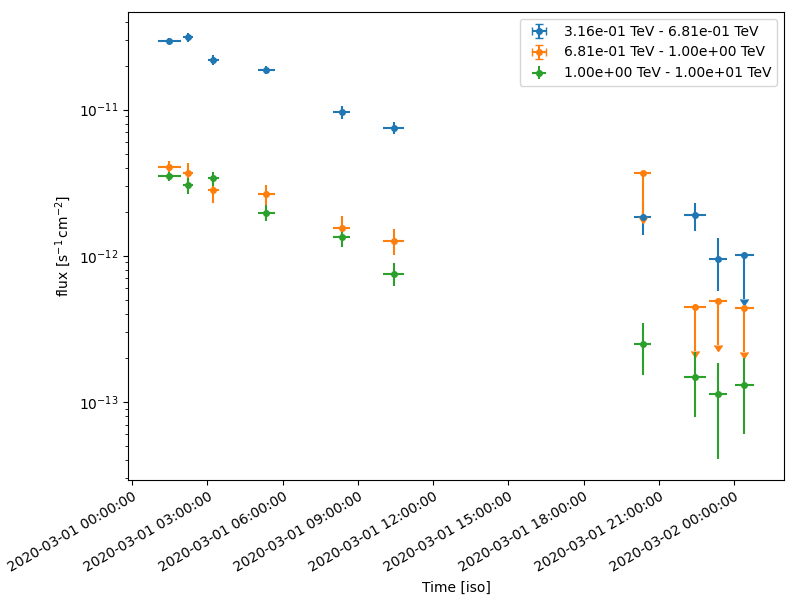 3.16e-01 TeV - 6.81e-01 TeV
6.81e-01 TeV - 1.00e+00 TeV
1.00e+00 TeV - 1.00e+01 TeV
flux [s⁻¹ cm⁻²]
10⁻¹¹
10⁻¹²
10⁻¹³
2020-03-01 00:00:00
2020-03-01 03:00:00
2020-03-01 06:00:00
2020-03-01 09:00:00
2020-03-01 12:00:00
2020-03-01 15:00:00
2020-03-01 18:00:00
2020-03-01 21:00:00
2020-03-02 00:00:00
Time [iso]